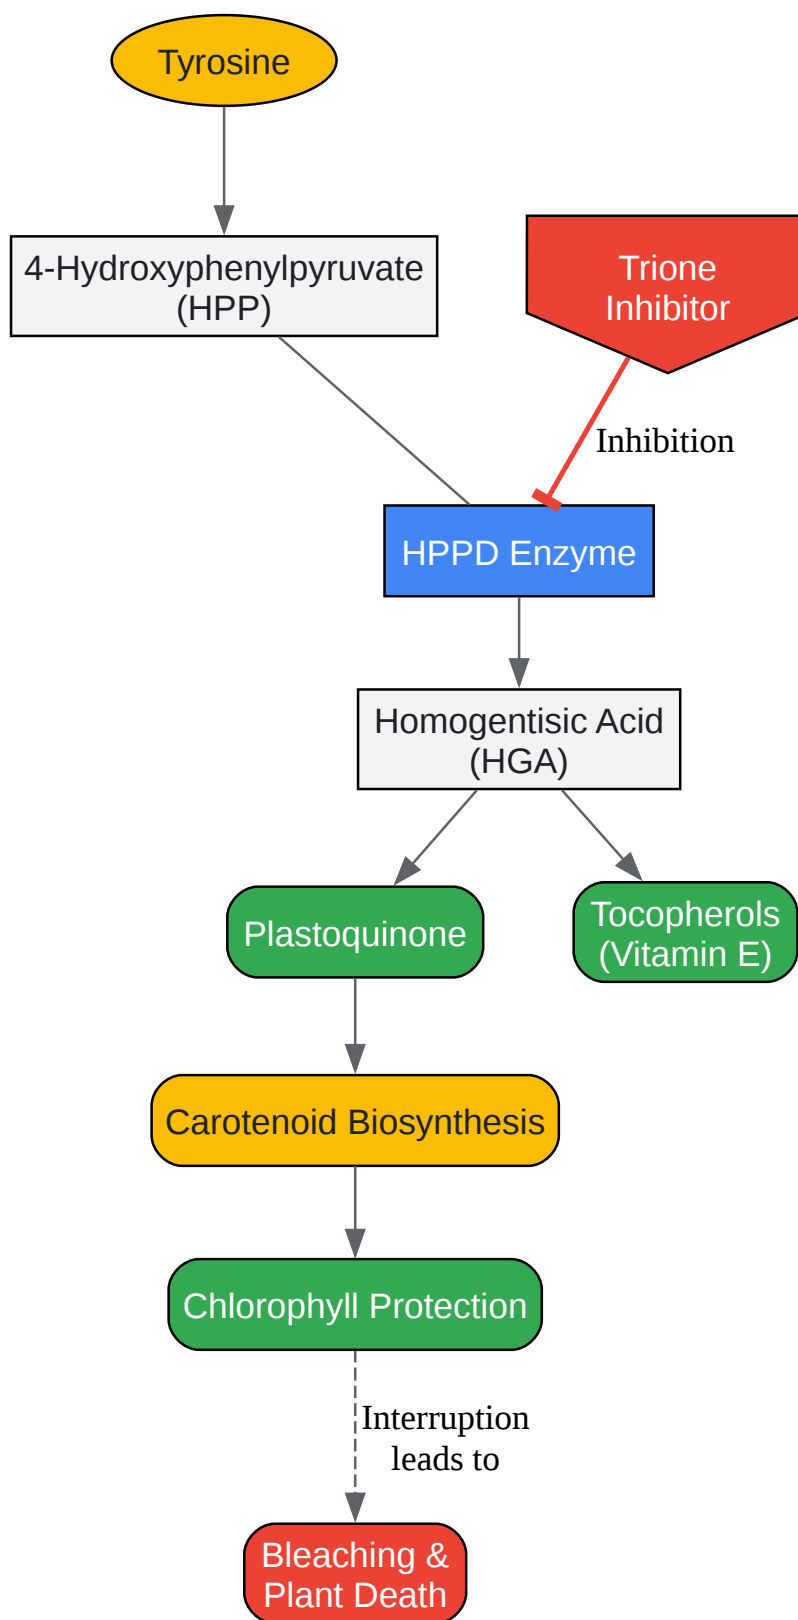 Tyrosine
4-Hydroxyphenylpyruvate
(HPP)
Trione
Inhibitor
Inhibition
HPPD Enzyme
Homogentisic Acid
(HGA)
Plastoquinone
Tocopherols
(Vitamin E)
Carotenoid Biosynthesis
Chlorophyll Protection
Interruption
leads to
Bleaching &
Plant Death